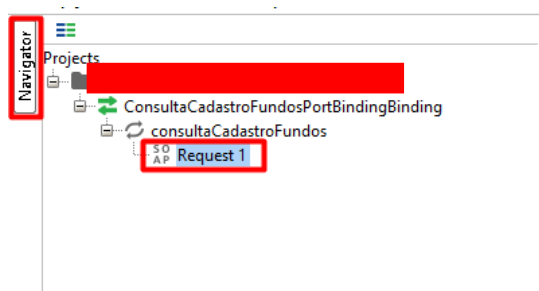 Navigator
Projects
ConsultaCadastroFundosPortBindingBinding
consultaCadastroFundos
SO
AP
Request 1